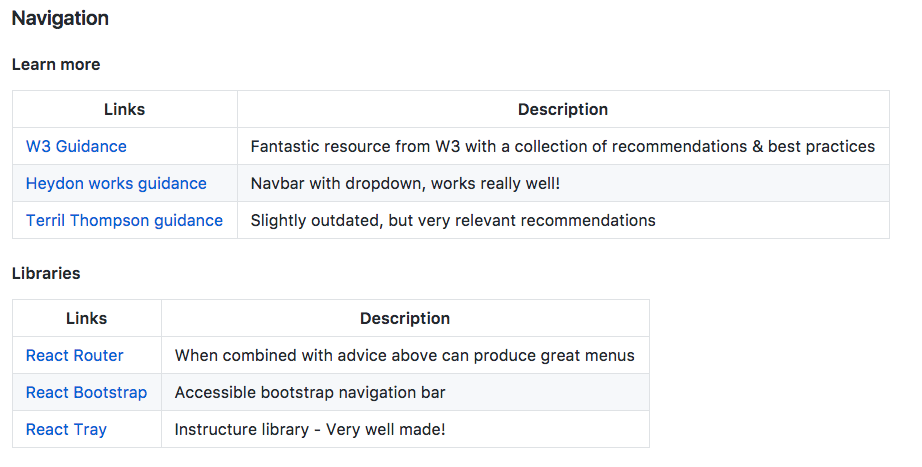 Navigation
Learn more
Links Description
W3 Guidance Fantastic resource from W3 with a collection of recommendations & best practices
Heydon works guidance Navbar with dropdown, works really well!
Terril Thompson guidance Slightly outdated, but very relevant recommendations
Libraries
Links Description
React Router When combined with advice above can produce great menus
React Bootstrap Accessible bootstrap navigation bar
React Tray Instructure library - Very well made!